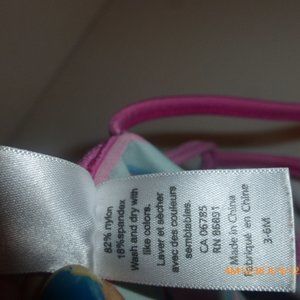 82% nylon
18%spandex
Wash and dry with
like colors.
Laver et sécher
avec des couleurs
semblables.
CA 06785
RN 86891
Made in China
Fabriqué en Chine
3-6M